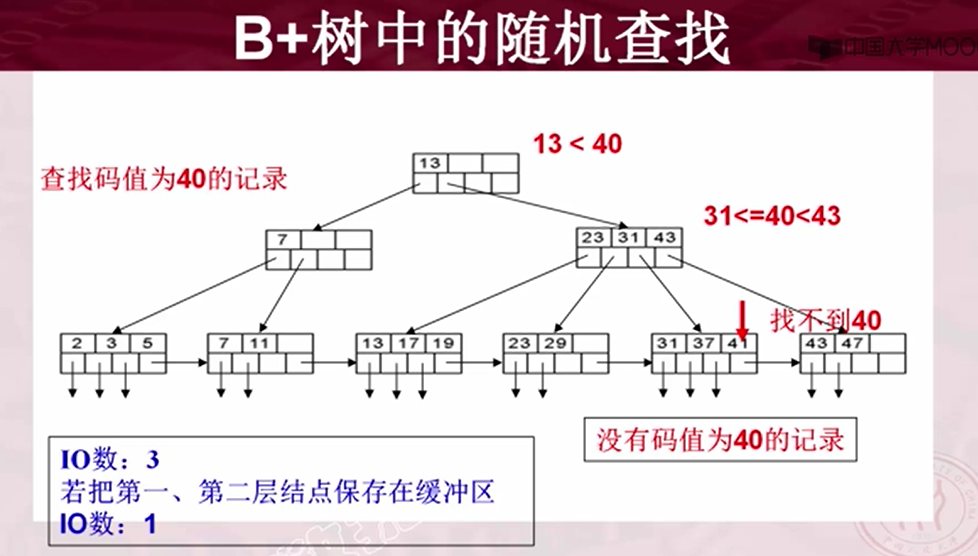 B+树中的随机查找
中国大学MOO
13 < 40
13
查找码值为40的记录
31<=40<43
7
23 31 43
找不到40
2 3 5
7 11
13 17 19
23 29
31 37 41
43 47
没有码值为40的记录
IO数：3
若把第一、第二层结点保存在缓冲区
IO数：1